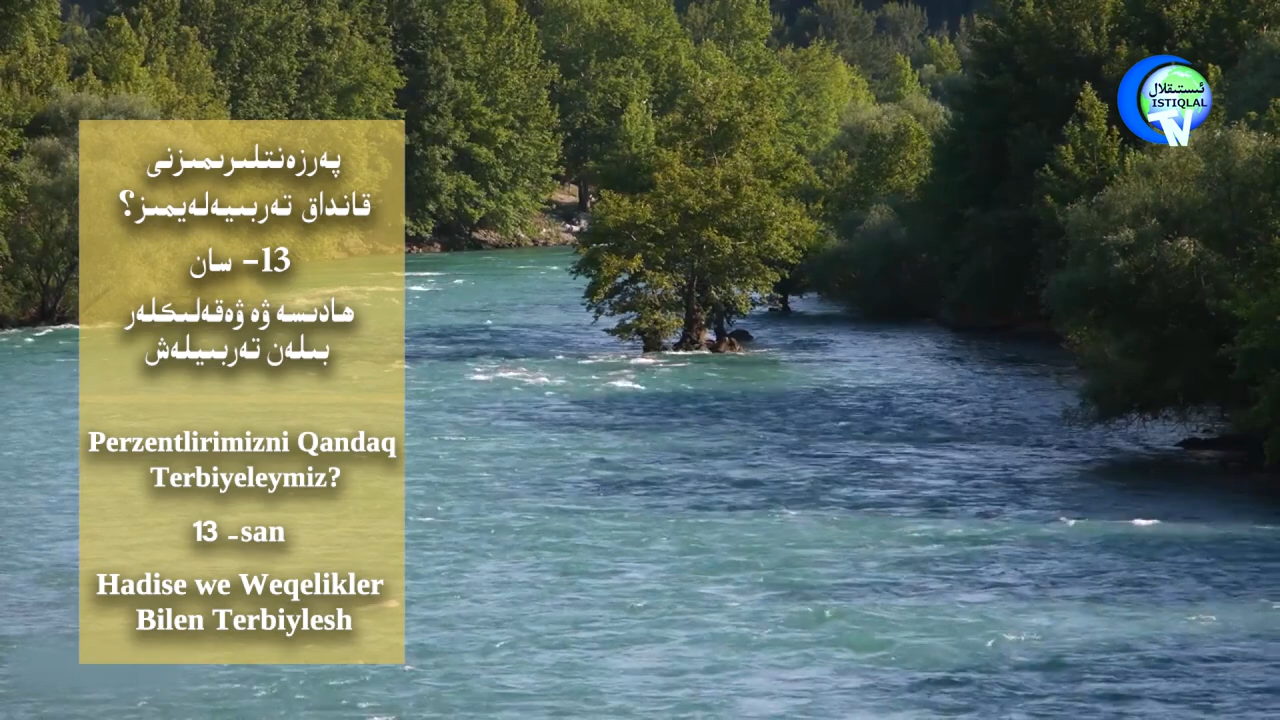 پەرزەنتلىرىمىزنى
قانداق تەربىيەلەيمىز؟
13- سان
ھادىسە ۋە ۋەقەلىكلەر
بىلەن تەربىيلەش
Perzentlirimizni Qandaq
Terbiyeleymiz?
13 -san
Hadise we Weqelikler
Bilen Terbiylesh
ئىستىقلال
ISTIQLAL
TV